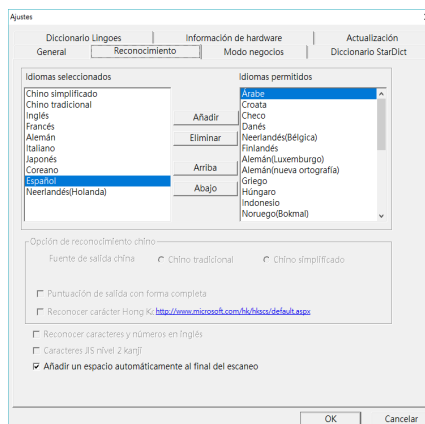 Ajustes
Diccionario Lingoes
Información de hardware
Actualización
General
Reconocimiento
Modo negocios
Diccionario StarDict
Idiomas seleccionados
Idiomas permitidos
Chino simplificado
Chino tradicional
Inglés
Francés
Alemán
Italiano
Japonés
Coreano
Español
Neerlandés(Holanda)
Añadir
Eliminar
Arriba
Abajo
Árabe
Croata
Checo
Danés
Neerlandés(Bélgica)
Finlandés
Alemán(Luxemburgo)
Alemán(nueva ortografía)
Griego
Húngaro
Indonesio
Noruego(Bokmal)
Opción de reconocimiento chino
Fuente de salida china
Chino tradicional
Chino simplificado
Puntuación de salida con forma completa
Reconocer carácter Hong Kc http://www.microsoft.com/hk/hkscs/default.aspx
Reconocer caracteres y números en inglés
Caracteres JIS nivel 2 kanji
Añadir un espacio automáticamente al final del escaneo
OK
Cancelar